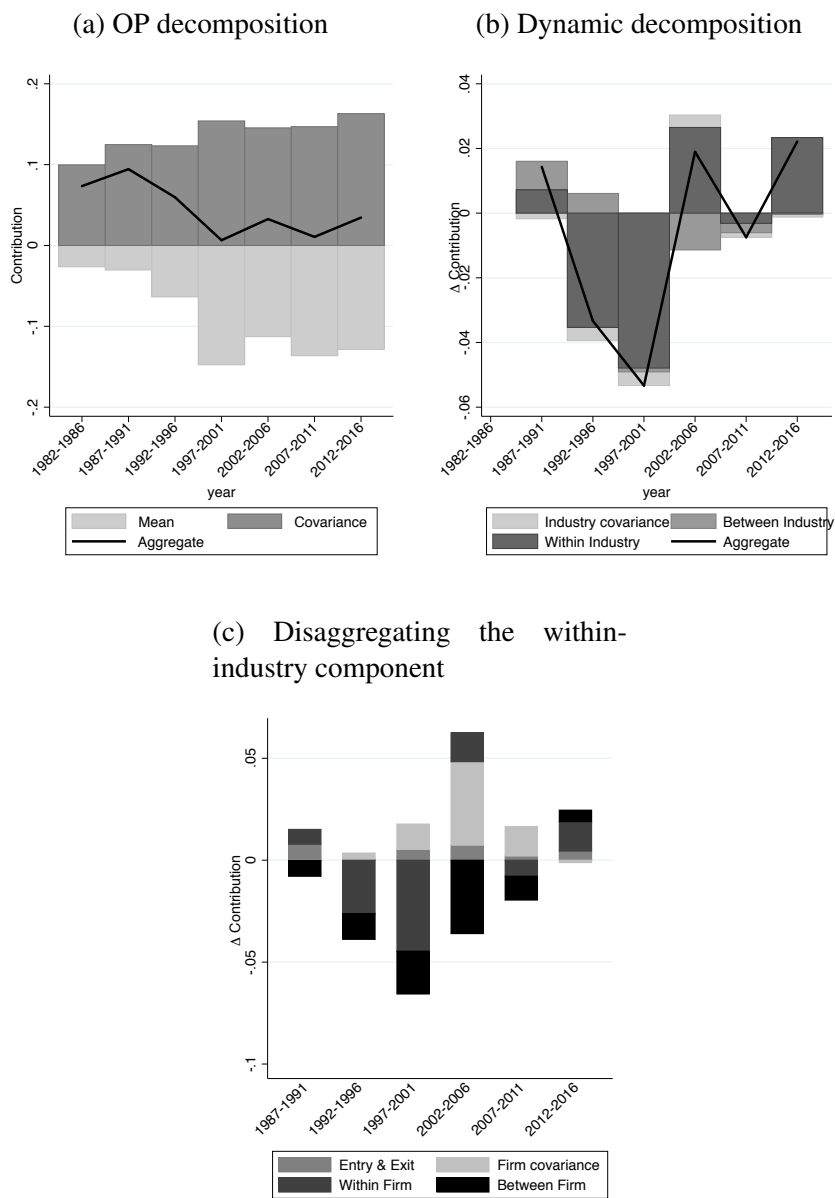 (a) OP decomposition
.2
.1
0
-.1
-.2
Contribution
1982-1986
1987-1991
1992-1996
1997-2001
2002-2006
2007-2011
2012-2016
year
Mean
Covariance
Aggregate
(b) Dynamic decomposition
.04
.02
0
-.02
-.04
-.06
Δ Contribution
1982-1986
1987-1991
1992-1996
1997-2001
2002-2006
2007-2011
2012-2016
year
Industry covariance
Between Industry
Within Industry
Aggregate
(c) Disaggregating the within-
industry component
.05
0
-.05
-.1
Δ Contribution
1987-1991
1992-1996
1997-2001
2002-2006
2007-2011
2012-2016
Entry & Exit
Firm covariance
Within Firm
Between Firm